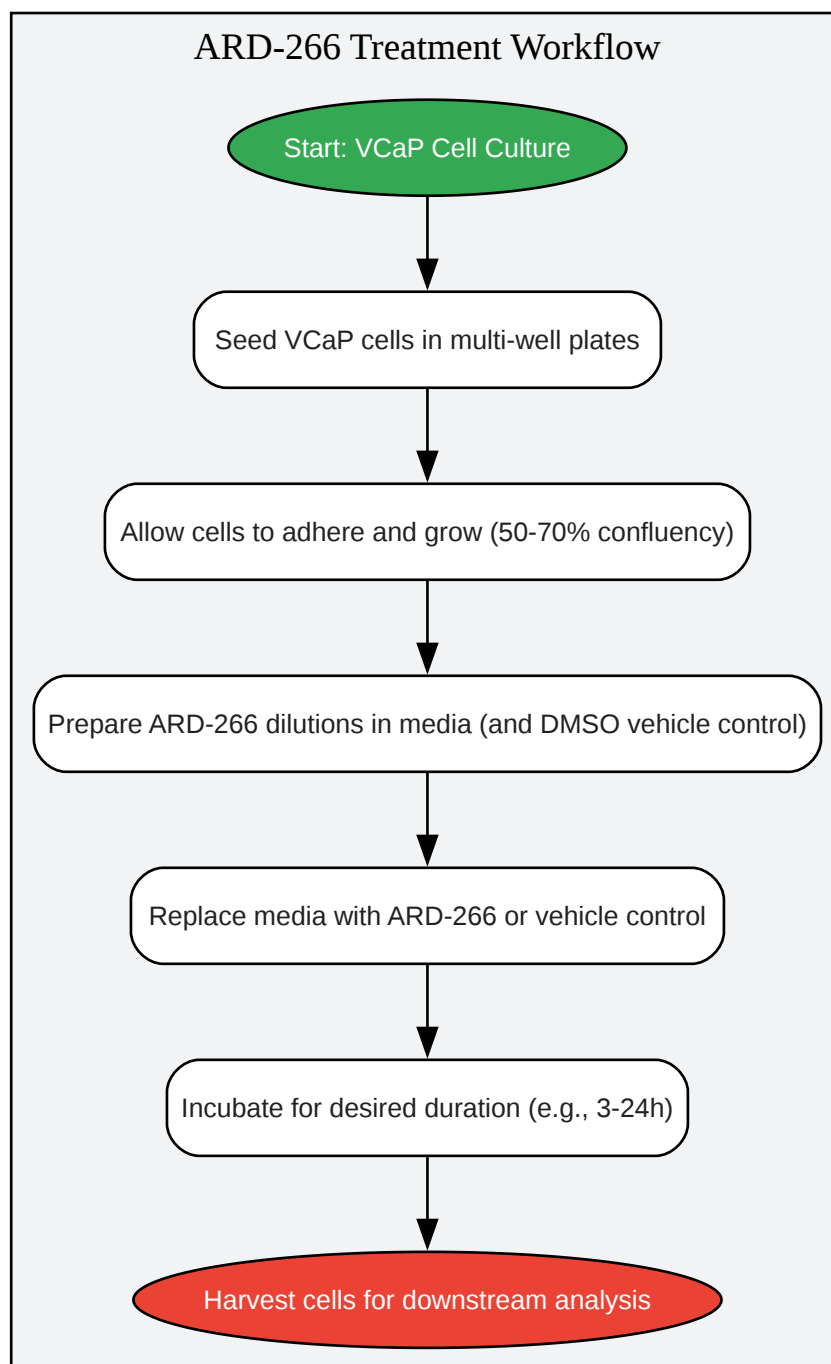 ARD-266 Treatment Workflow
Start: VCaP Cell Culture
Seed VCaP cells in multi-well plates
Allow cells to adhere and grow (50-70% confluency)
Prepare ARD-266 dilutions in media (and DMSO vehicle control)
Replace media with ARD-266 or vehicle control
Incubate for desired duration (e.g., 3-24h)
Harvest cells for downstream analysis